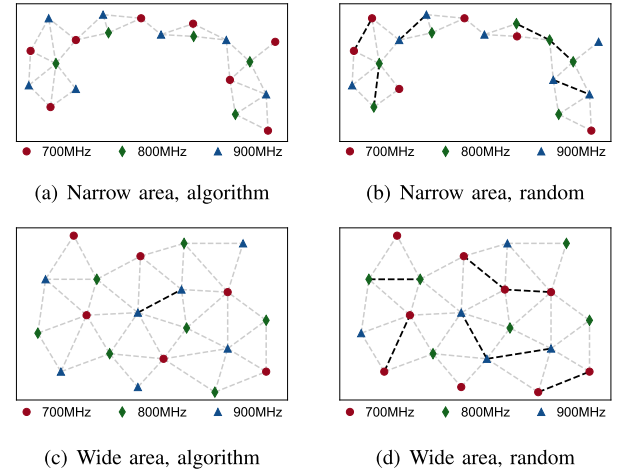 700MHz 800MHz 900MHz
700MHz 800MHz 900MHz
(a) Narrow area, algorithm
(b) Narrow area, random
700MHz 800MHz 900MHz
700MHz 800MHz 900MHz
(c) Wide area, algorithm
(d) Wide area, random